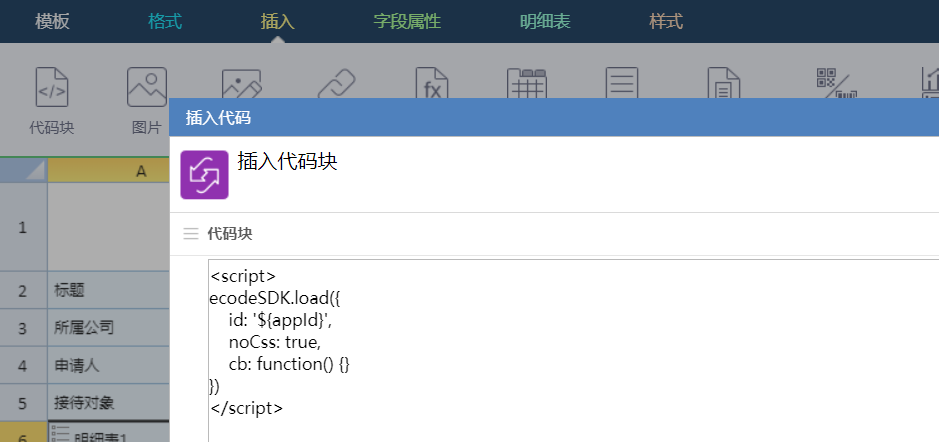 模板 格式 插入 字段属性 明细表 样式
</>
fx
代码块 图片
插入代码
插入代码块
A
代码块
1
<script>
2 标题
ecodeSDK.load({
id: '${appId}',
3 所属公司
noCss: true,
4 申请人
cb: function() {}
})
5 接待对象
</script>
6 明细表1